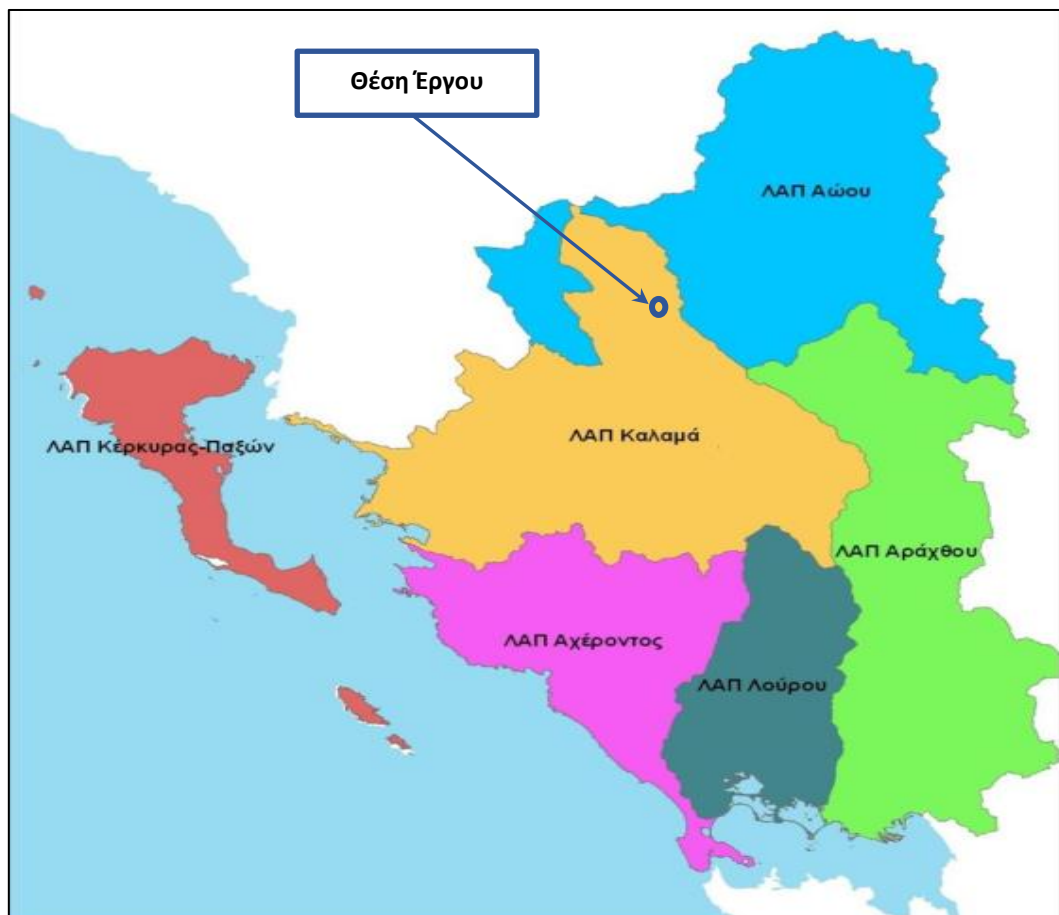 Θέση Έργου
ΛΑΠ Αώου
ΛΑΠ Κέρκυρας-Παξών
ΛΑΠ Καλαμά
ΛΑΠ Αράχθου
ΛΑΠ Αχέροντος
ΛΑΠ Λούρου